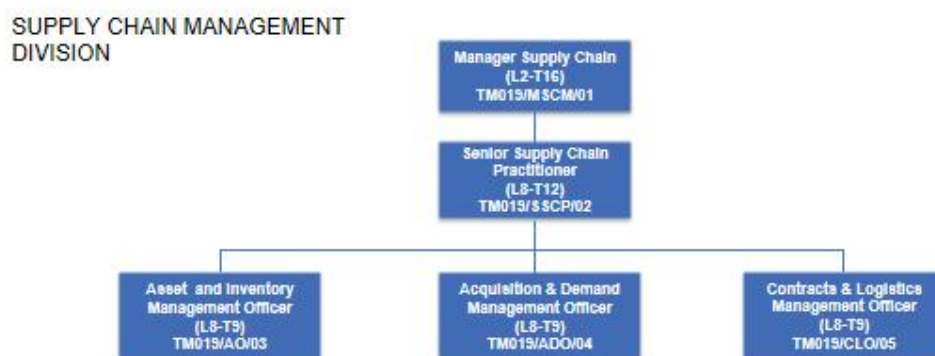 SUPPLY CHAIN MANAGEMENT
DIVISION
Manager Supply Chain
(L2-T16)
TM019/MSCM/01
Senior Supply Chain
Practitioner
(L8-T12)
TM019/SSCP/02
Asset and Inventory
Management Officer
(L8-T9)
TM019/AO/03
Acquisition & Demand
Management Officer
(L8-T9)
TM019/ADO/04
Contracts & Logistics
Management Officer
(L8-T9)
TM019/CLO/05